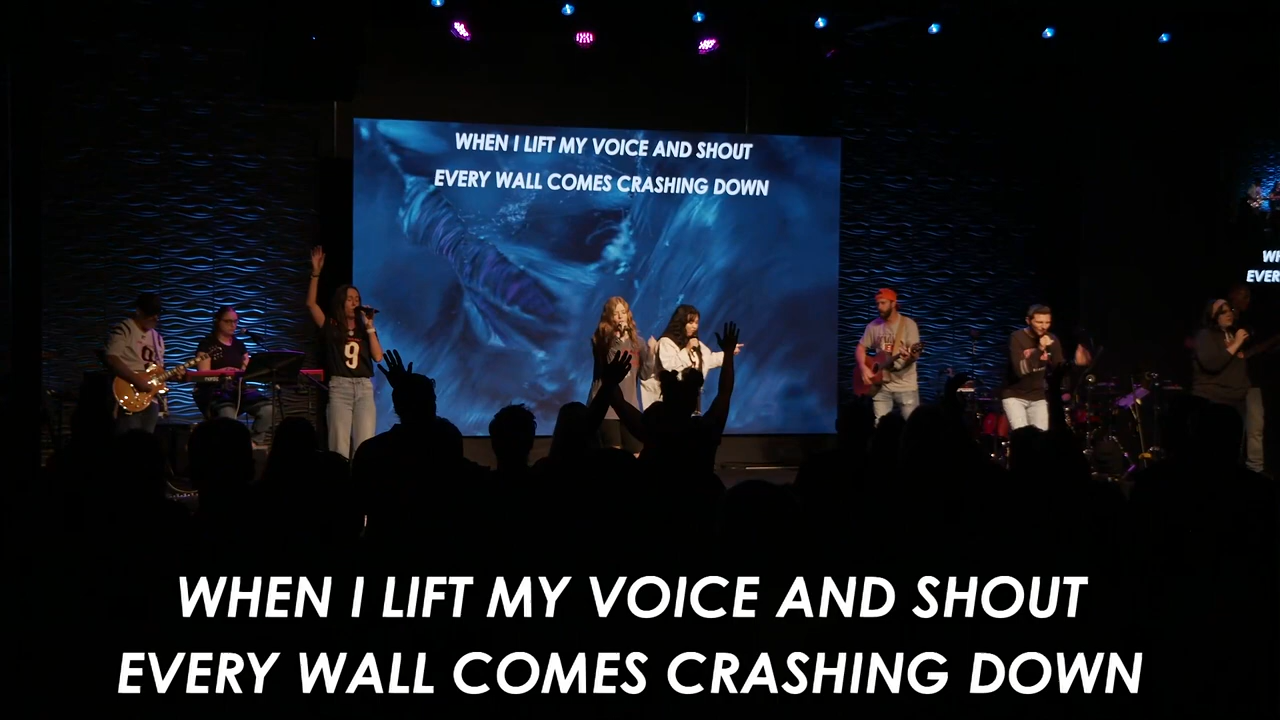 WHEN I LIFT MY VOICE AND SHOUT
EVERY WALL COMES CRASHING DOWN
9
WHEN I LIFT MY VOICE AND SHOUT
EVERY WALL COMES CRASHING DOWN